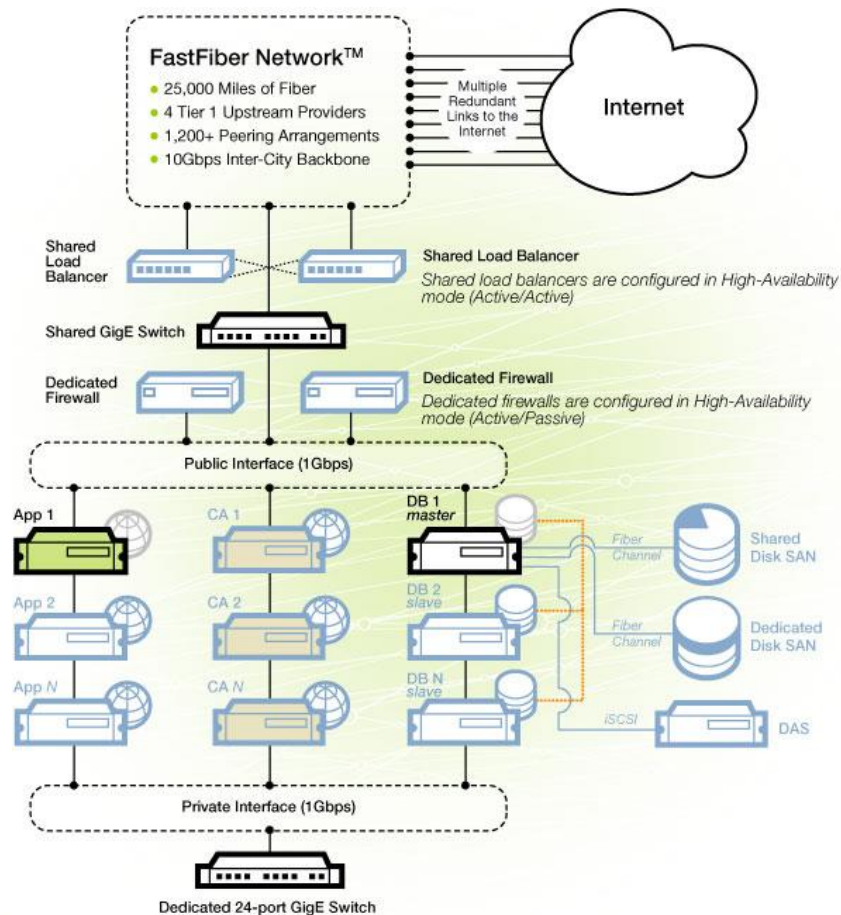 FastFiber Network™
• 25,000 Miles of Fiber
• 4 Tier 1 Upstream Providers
• 1,200+ Peering Arrangements
• 10Gbps Inter-City Backbone
Multiple
Redundant
Links to the
Internet
Internet
Shared
Load
Balancer
Shared Load Balancer
Shared load balancers are configured in High-Availability
mode (Active/Active)
Shared GigE Switch
Dedicated
Firewall
Dedicated Firewall
Dedicated firewalls are configured in High-Availability
mode (Active/Passive)
Public Interface (1Gbps)
App 1
CA 1
DB 1
master
Fiber
Channel
Shared
Disk SAN
App 2
CA 2
DB 2
slave
Fiber
Channel
Dedicated
Disk SAN
App N
CA N
DB N
slave
iSCSI
DAS
Private Interface (1Gbps)
Dedicated 24-port GigE Switch